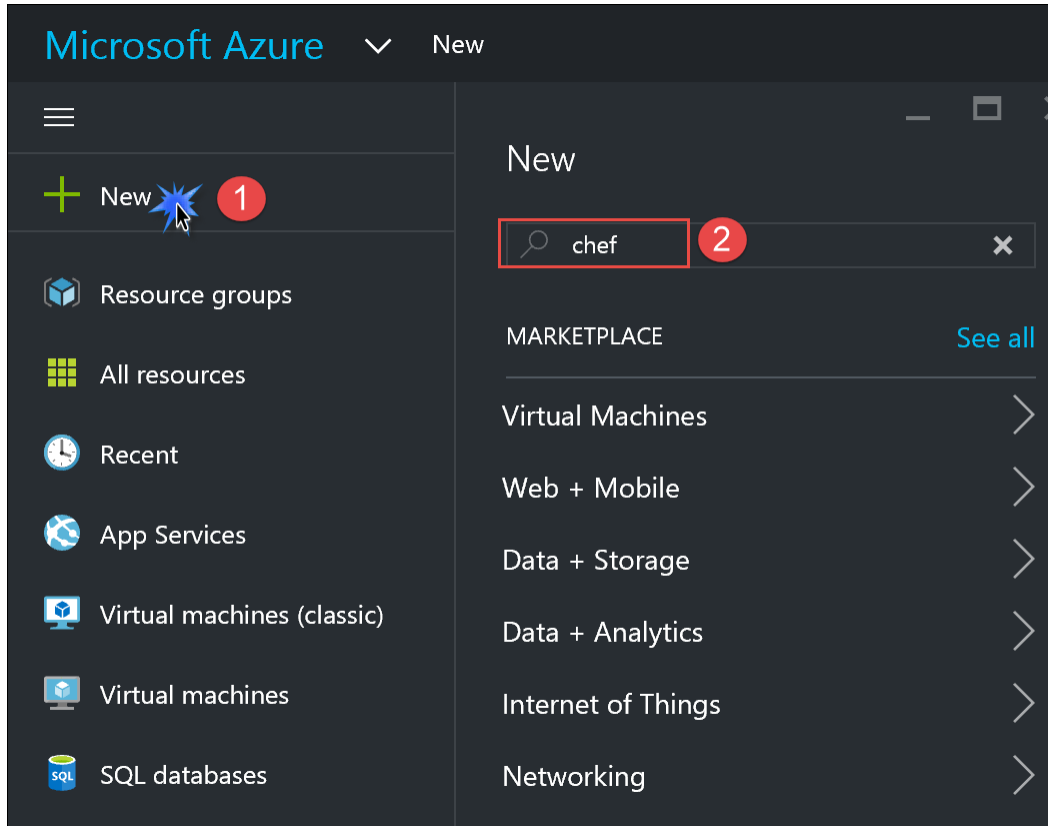 Microsoft Azure New
New 1
Resource groups
All resources
Recent
App Services
Virtual machines (classic)
Virtual machines
SQL SQL databases
New
chef 2
MARKETPLACE See all
Virtual Machines
Web + Mobile
Data + Storage
Data + Analytics
Internet of Things
Networking